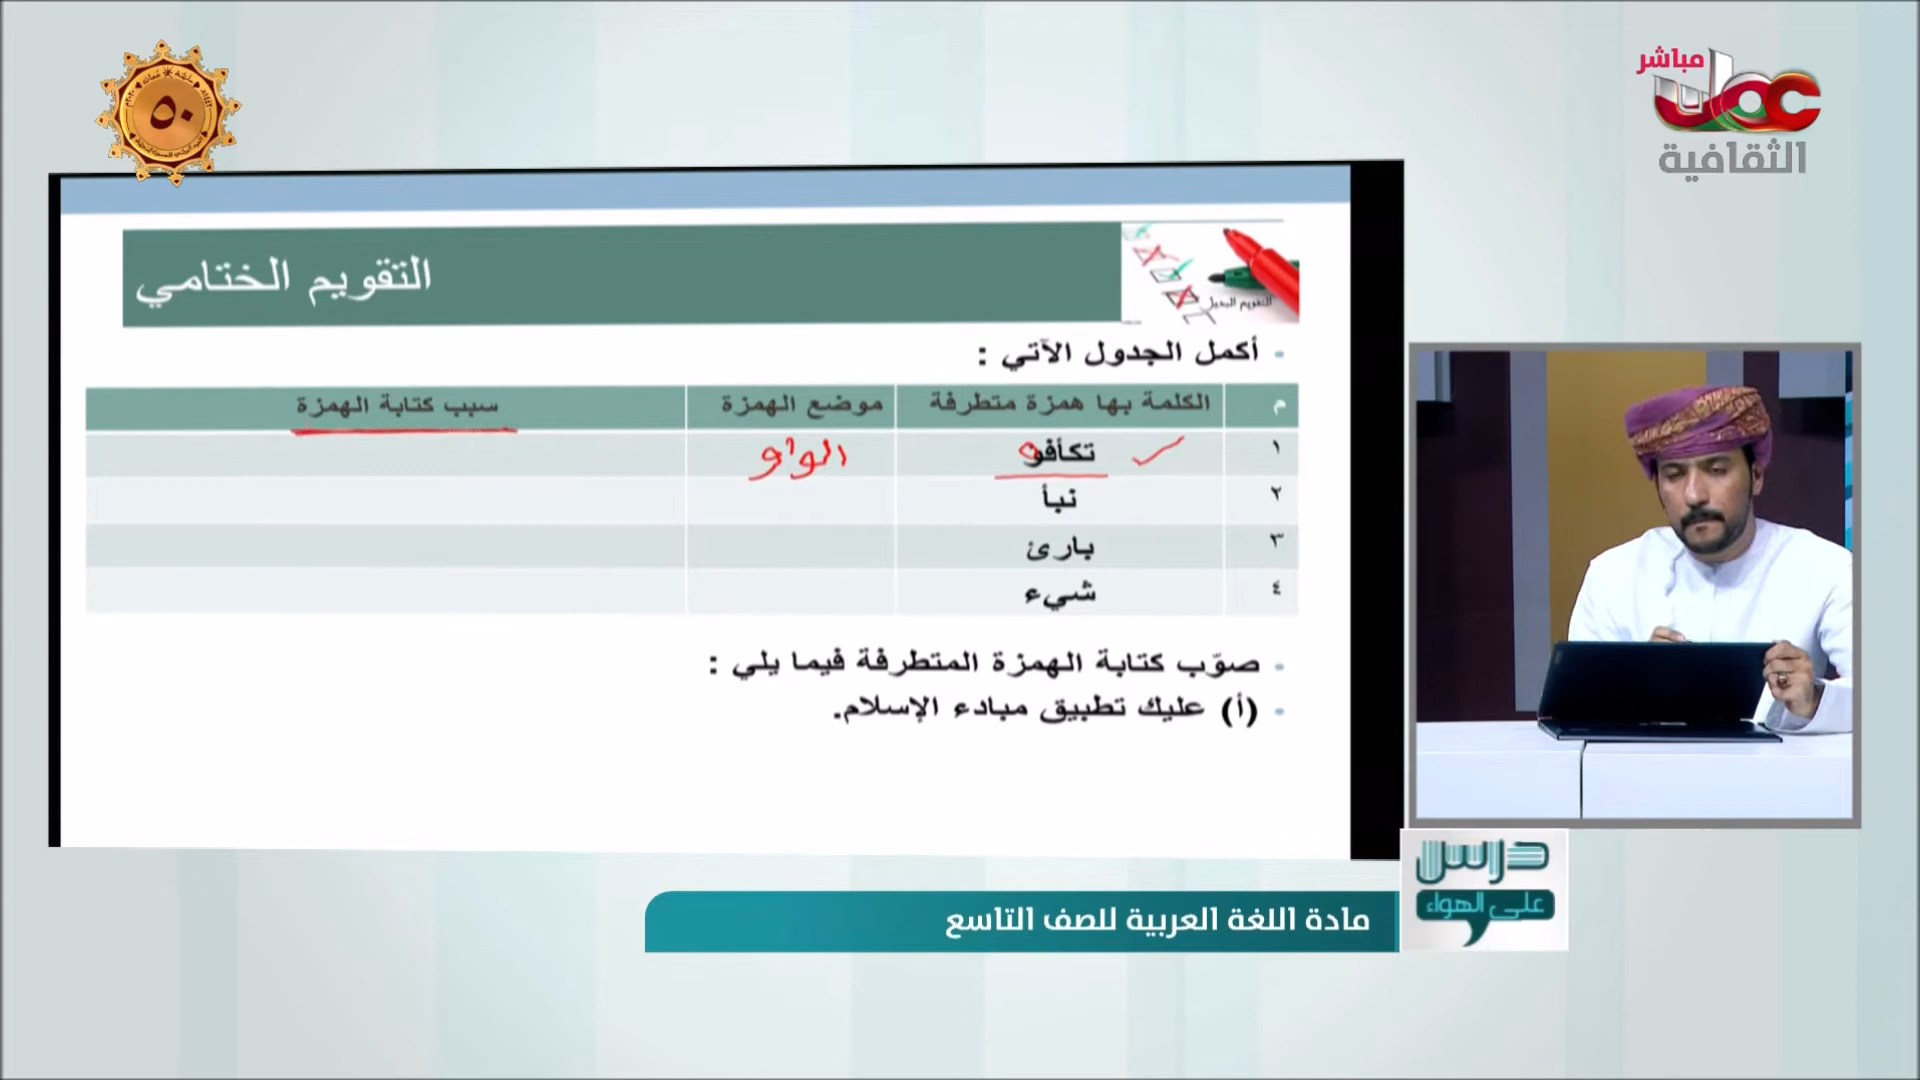 مباشر
عمان
الثقافية
٥٠
التقويم الختامي
التقويم البديل
أكمل الجدول الآتي :
م الكلمة بها همزة متطرفة موضع الهمزة سبب كتابة الهمزة
١ تكأفو الواو
٢ نبأ
٣ بارئ
٤ شيء
صوّب كتابة الهمزة المتطرفة فيما يلي :
(أ) عليك تطبيق مبادء الإسلام.
درس
على الهواء
مادة اللغة العربية للصف التاسع